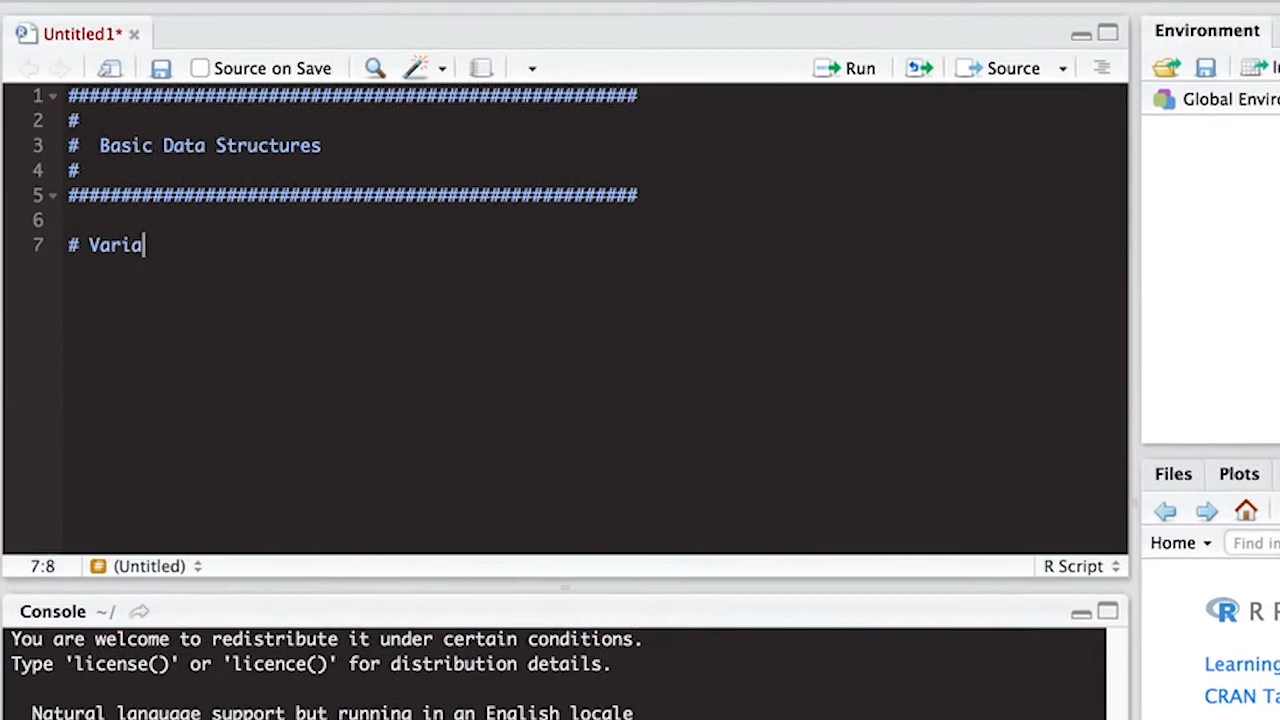 Untitled1*
Source on Save
Run
Source
1 ######################################################
2 #
3 #  Basic Data Structures
4 #
5 ######################################################
6
7 # Varia
7:8
(Untitled)
R Script
Console ~/
You are welcome to redistribute it under certain conditions.
Type 'license()' or 'licence()' for distribution details.
Natural language support but running in an English locale
Environment
Global
Files
Plots
Home
Find
R
Learning
CRAN